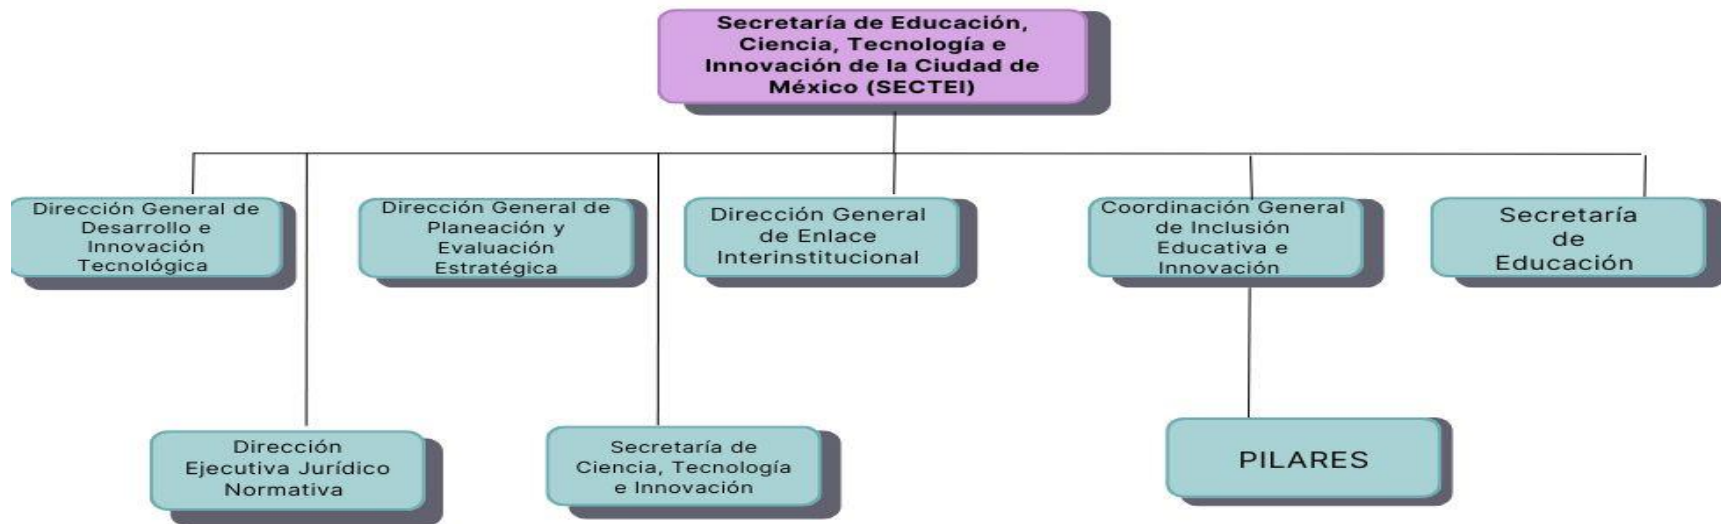 Secretaría de Educación,
Ciencia, Tecnología e
Innovación de la Ciudad de
México (SECTEI)
Dirección General de
Desarrollo e
Innovación
Tecnológica
Dirección General de
Planeación y
Evaluación
Estratégica
Dirección General
de Enlace
Interinstitucional
Coordinación General
de Inclusión
Educativa e
Innovación
Secretaría
de
Educación
Dirección
Ejecutiva Jurídico
Normativa
Secretaría de
Ciencia, Tecnología
e Innovación
PILARES